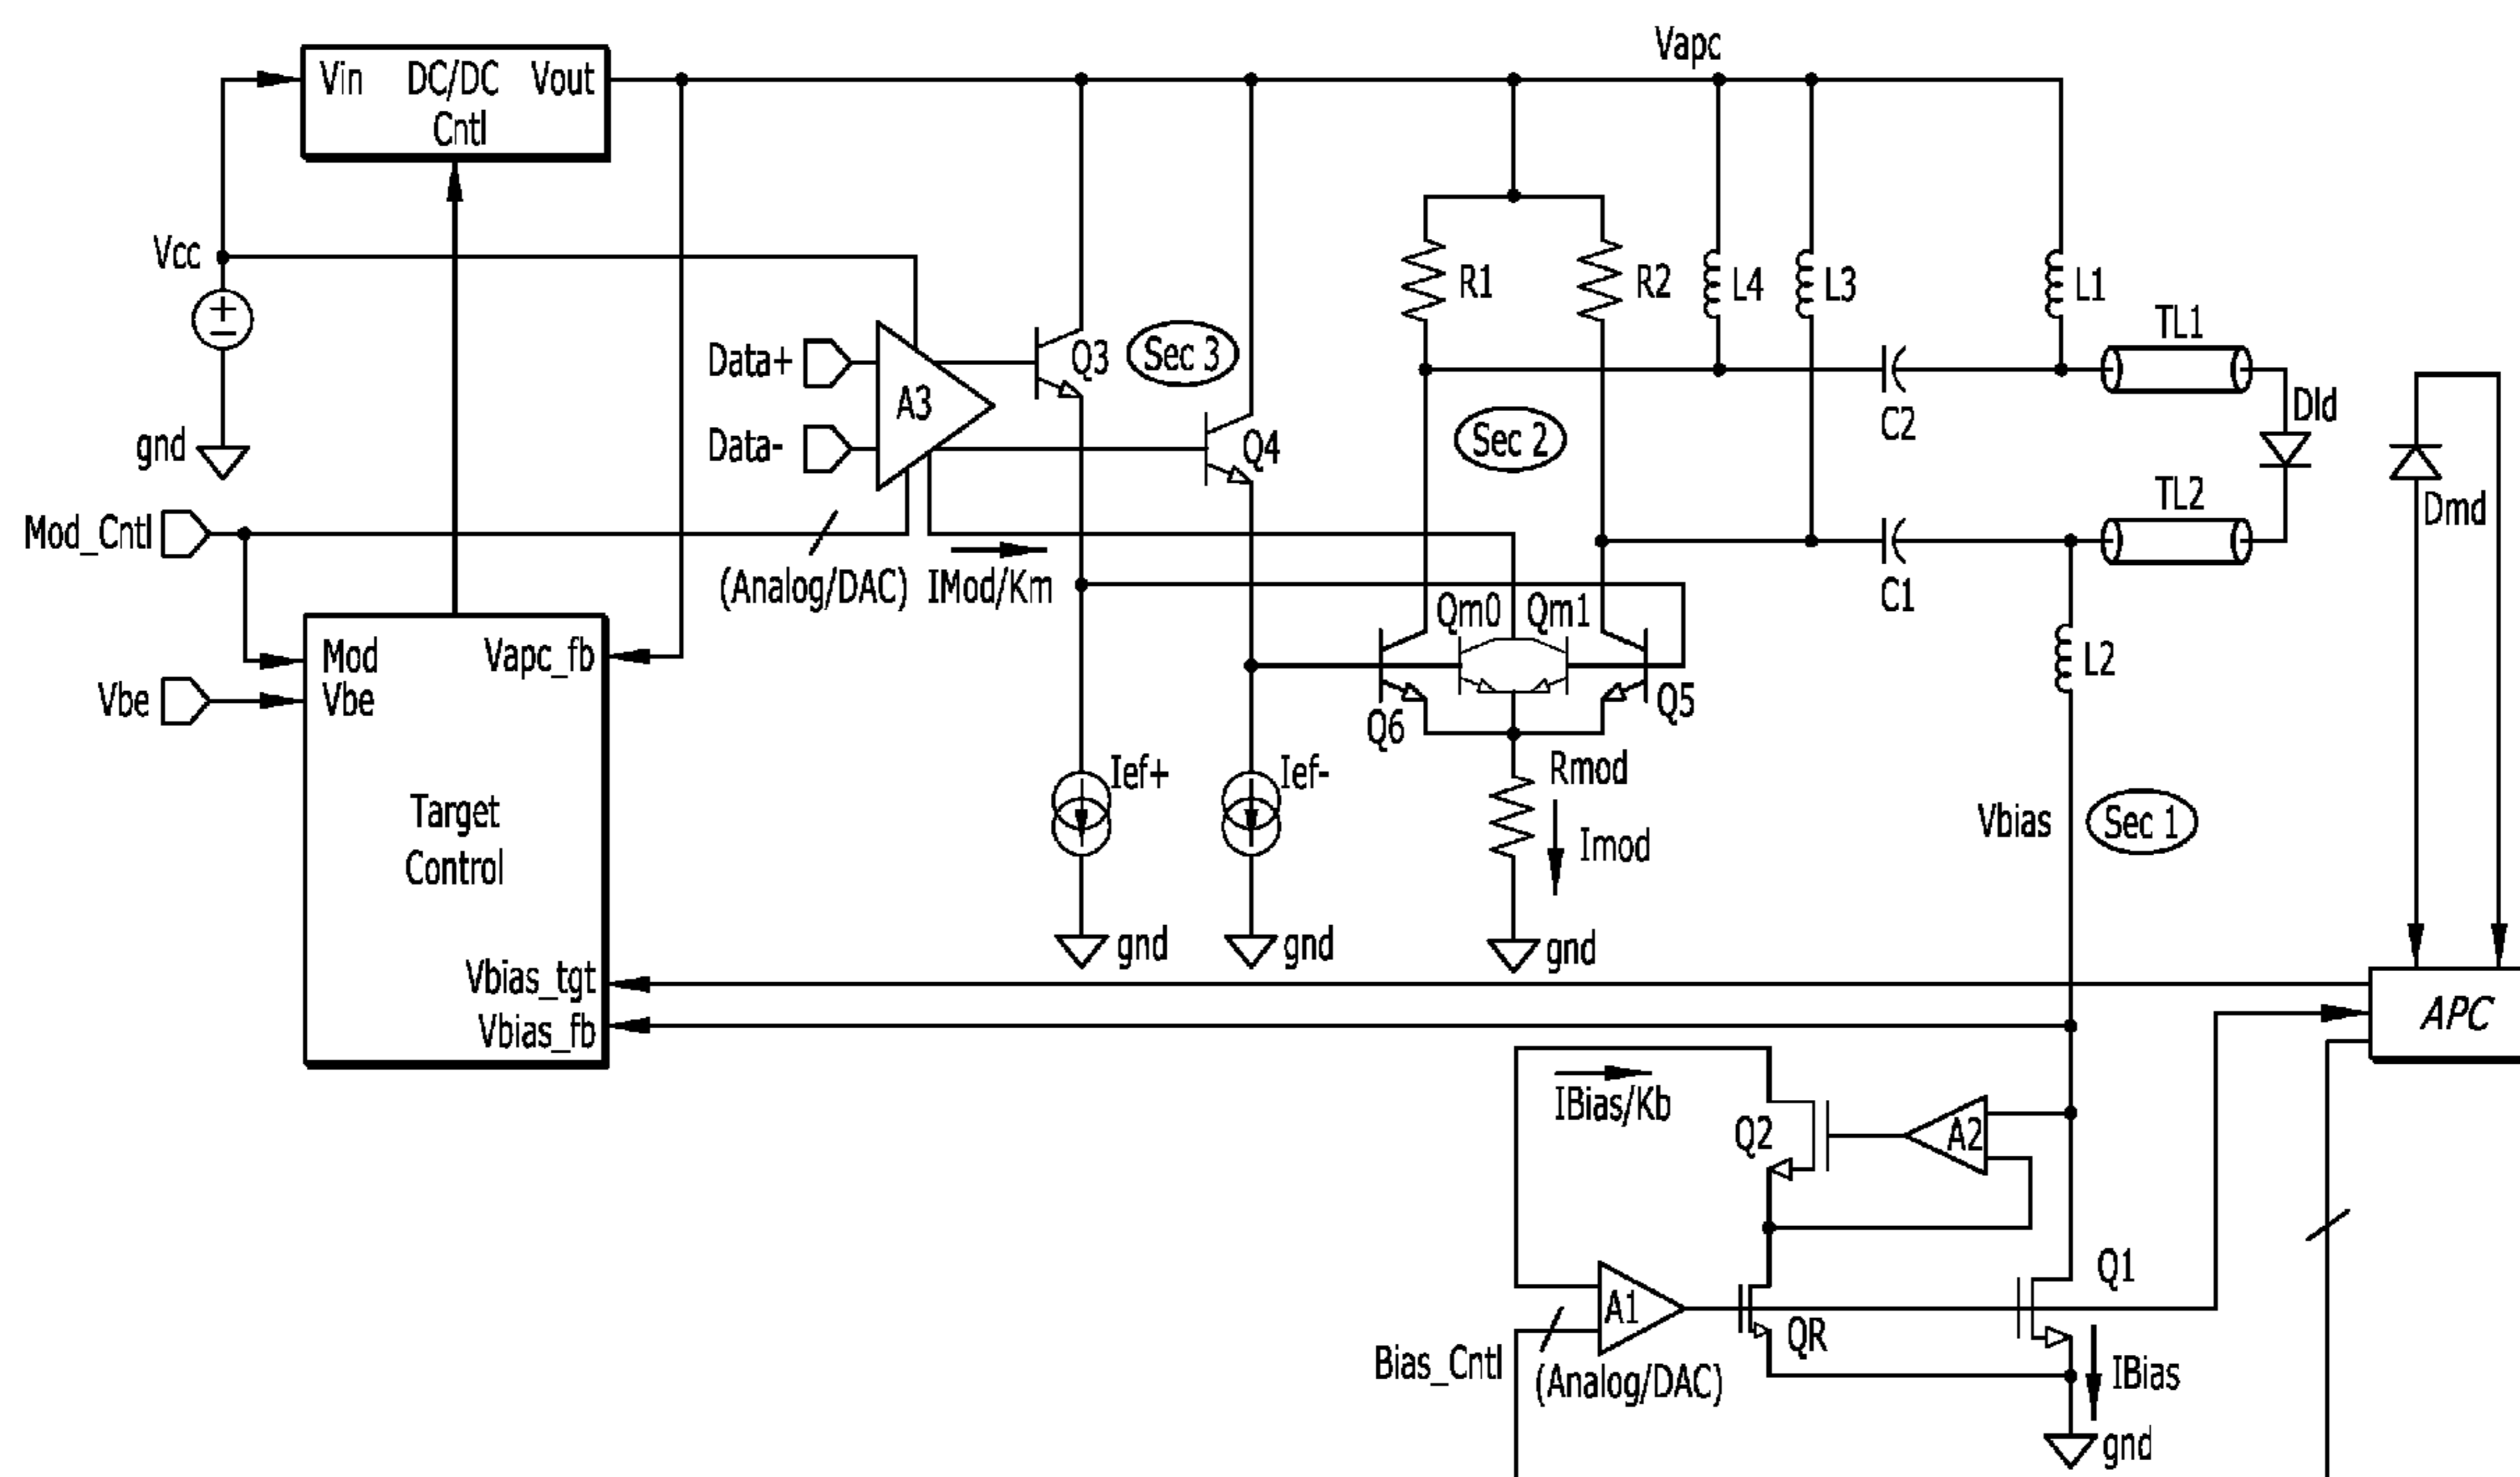 Vapc
Vin DC/DC Vout
Cntl
Vcc
R1
R2
L4
L3
L1
TL1
Data+
Q3
Sec 3
A3
C2
Dld
gnd
Data-
Q4
Sec 2
TL2
Dmd
Mod_Cntl
(Analog/DAC)
IMod/Km
C1
Qm0
Qm1
Mod
Vapc_fb
L2
Vbe
Vbe
Q6
Q5
Target
Control
Ief+
Ief-
Rmod
Imod
Vbias
Sec 1
gnd
gnd
gnd
Vbias_tgt
Vbias_fb
APC
IBias/Kb
Q2
A2
Q1
A1
QR
Bias_Cntl
(Analog/DAC)
IBias
gnd